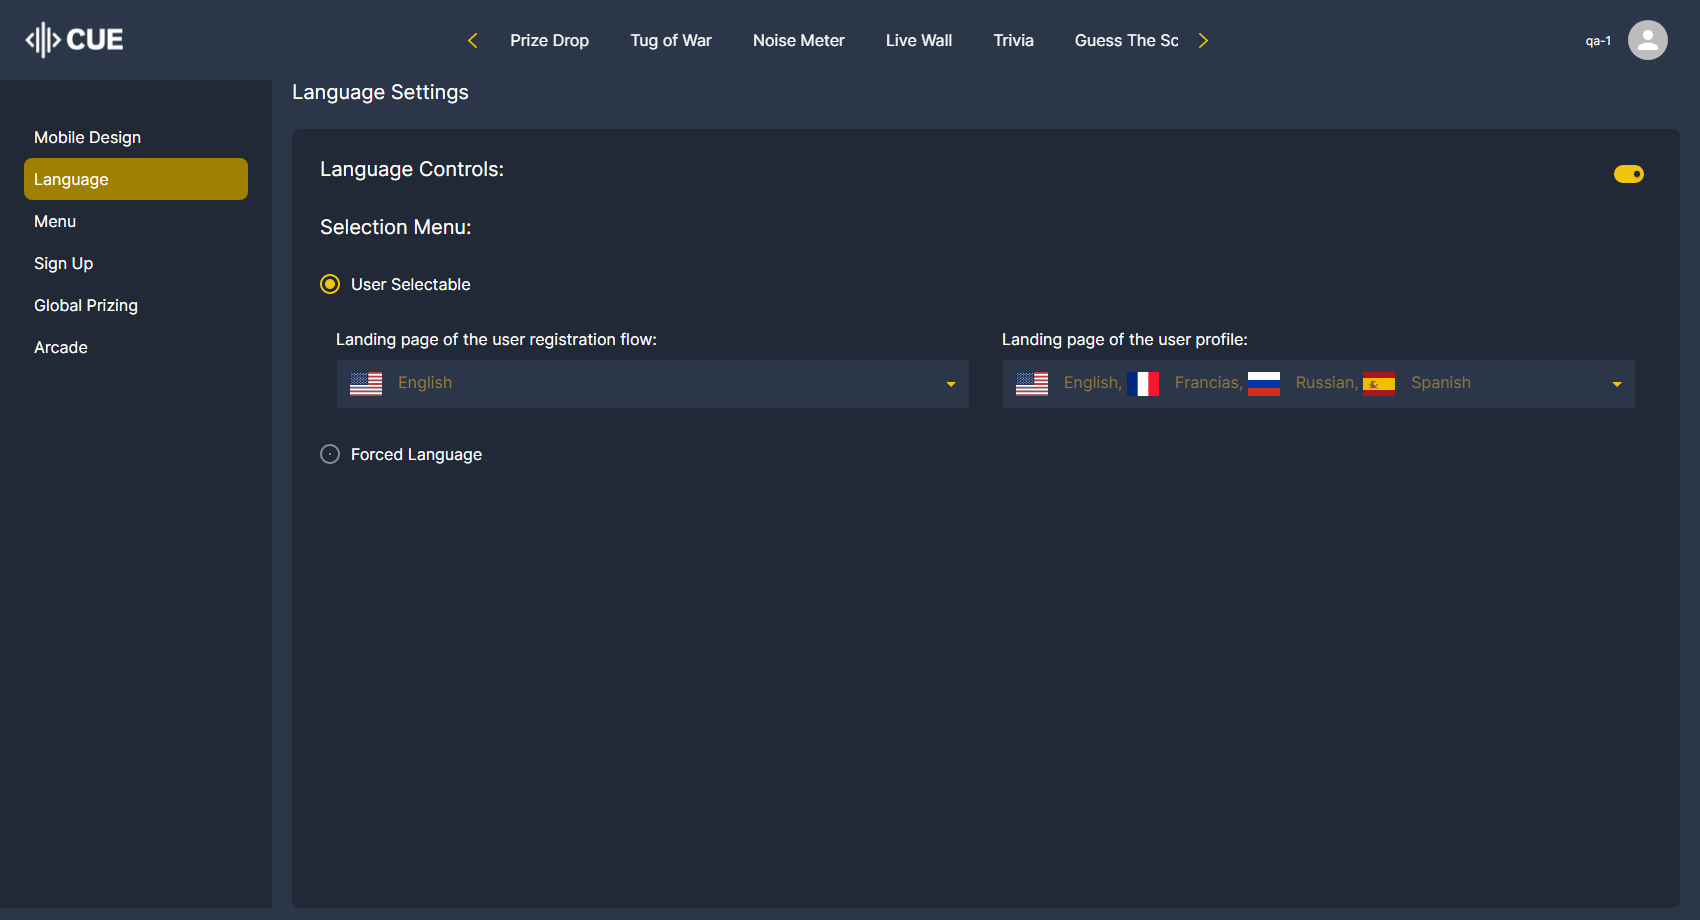 CUE
Prize Drop Tug of War Noise Meter Live Wall Trivia Guess The Sc
qa-1
Language Settings
Mobile Design
Language
Menu
Sign Up
Global Prizing
Arcade
Language Controls:
Selection Menu:
User Selectable
Landing page of the user registration flow:
English
Landing page of the user profile:
English, Francias, Russian, Spanish
Forced Language